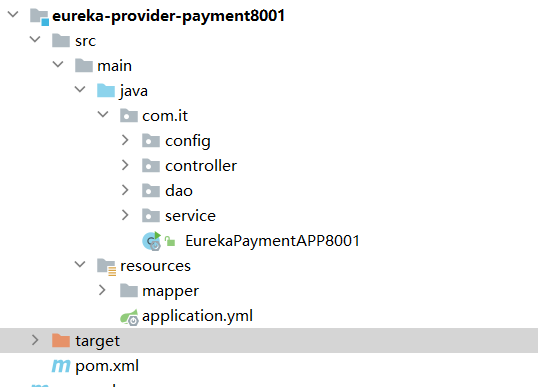 eureka-provider-payment8001
src
main
java
com.it
config
controller
dao
service
EurekaPaymentAPP8001
resources
mapper
application.yml
target
pom.xml